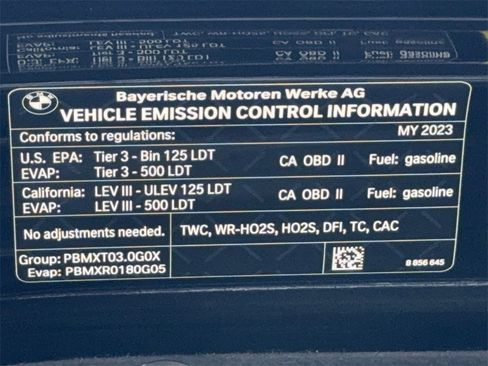 BMW
Bayerische Motoren Werke AG
VEHICLE EMISSION CONTROL INFORMATION
Conforms to regulations: MY 2023
U.S. EPA: Tier 3 - Bin 125 LDT CA OBD II Fuel: gasoline
EVAP: Tier 3 - 500 LDT
California: LEV III - ULEV 125 LDT CA OBD II Fuel: gasoline
EVAP: LEV III - 500 LDT
No adjustments needed. TWC, WR-HO2S, HO2S, DFI, TC, CAC
Group: PBMXT03.0G0X
Evap: PBMXR0180G05 8 856 645